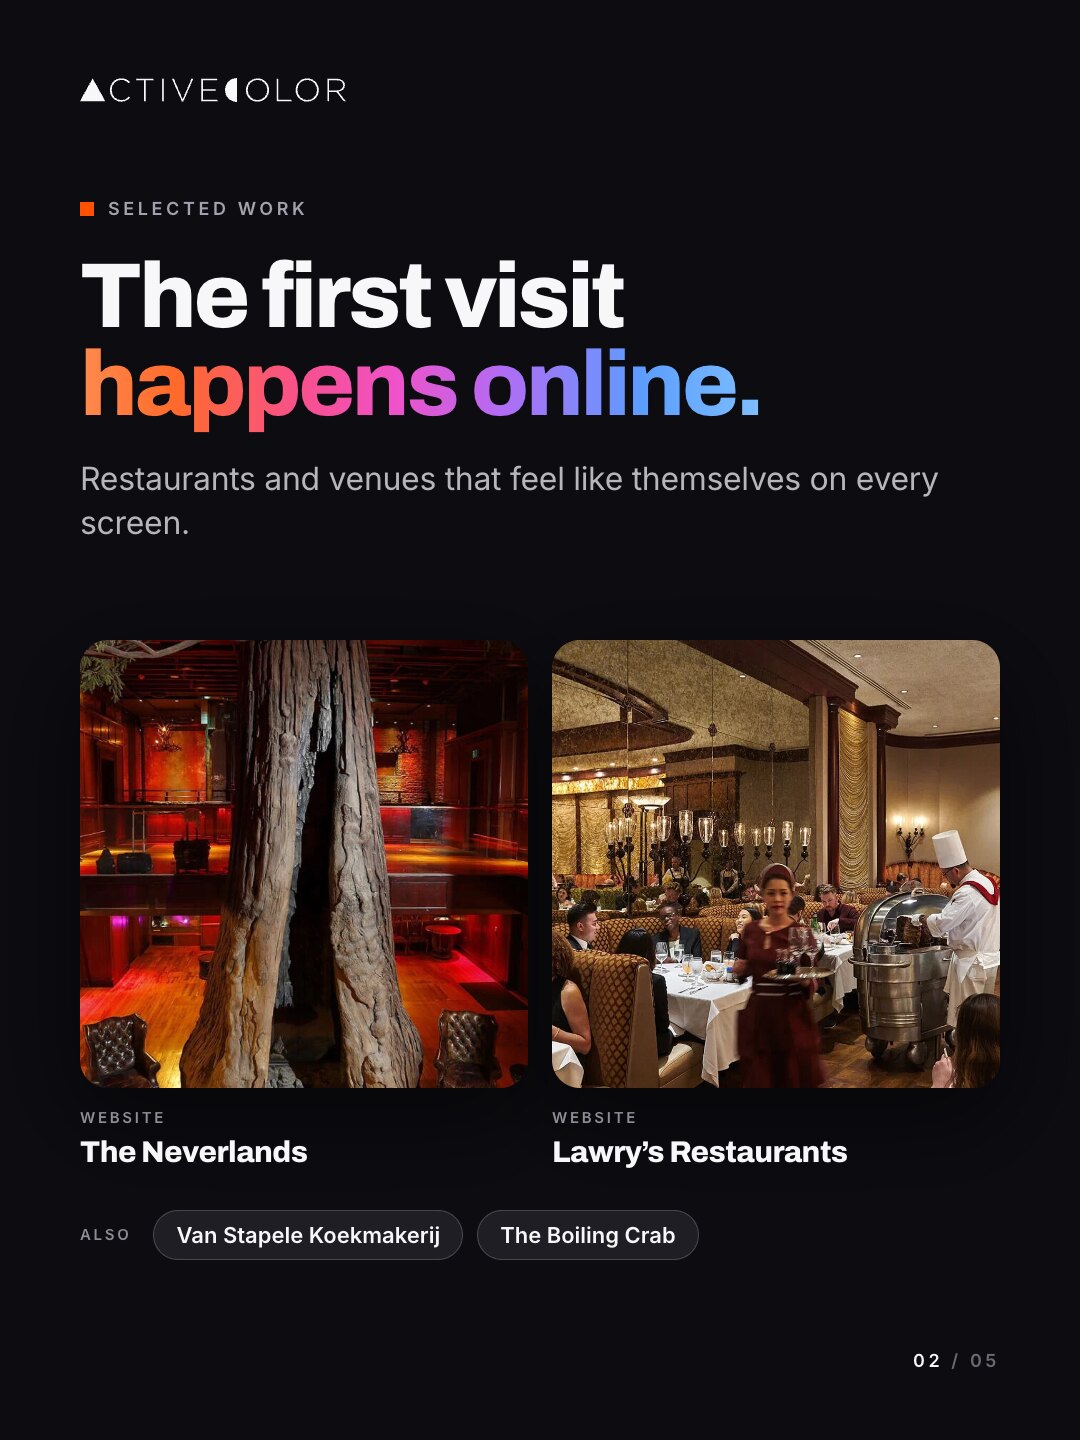 ACTIVECOLOR
SELECTED WORK
The first visit
happens online.
Restaurants and venues that feel like themselves on every
screen.
WEBSITE
The Neverlands
WEBSITE
Lawry’s Restaurants
ALSO
Van Stapele Koekmakerij
The Boiling Crab
02 / 05